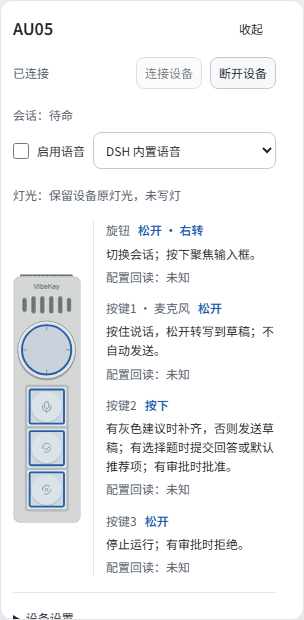 AU05
收起
已连接
连接设备
断开设备
会话：待命
启用语音
DSH 内置语音
灯光：保留设备原灯光，未写灯
VibeKey
旋钮 松开 · 右转
切换会话；按下聚焦输入框。
配置回读：未知
按键1 · 麦克风 松开
按住说话，松开转写到草稿；不
自动发送。
配置回读：未知
按键2 按下
有灰色建议时补齐，否则发送草
稿；有选择题时提交回答或默认
推荐项；有审批时批准。
配置回读：未知
按键3 松开
停止运行；有审批时拒绝。
配置回读：未知
▶ 设备设置